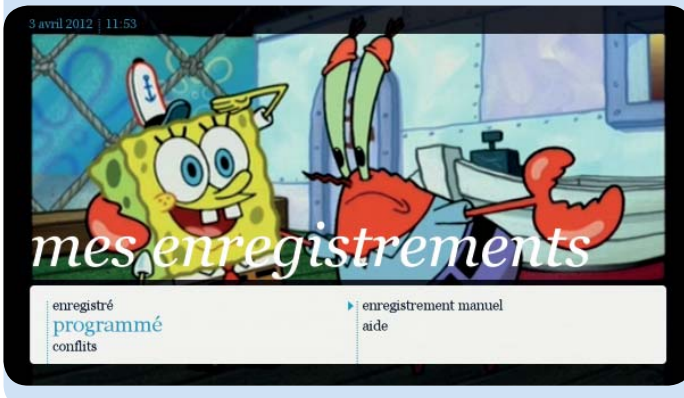 3 avril 2012 | 11:53
mes enregistrements
enregistré
programmé
conflits
enregistrement manuel
aide